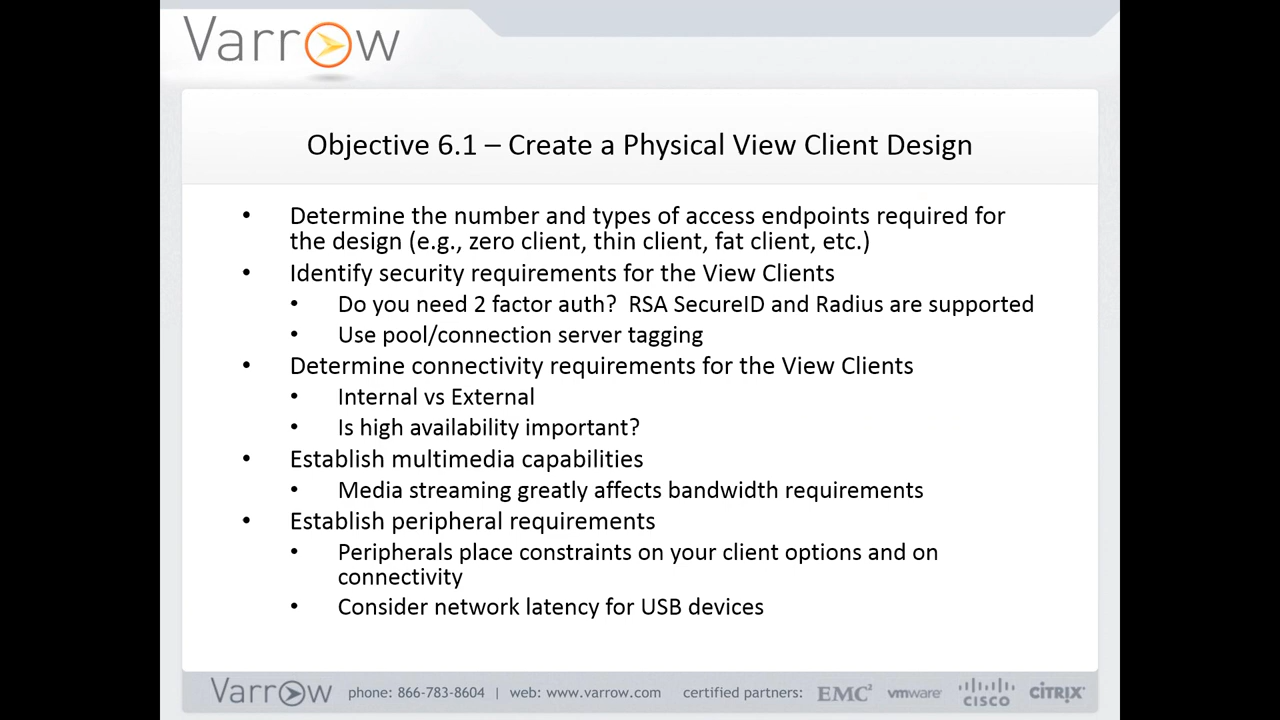 Varrow
Objective 6.1 – Create a Physical View Client Design
• Determine the number and types of access endpoints required for
the design (e.g., zero client, thin client, fat client, etc.)
• Identify security requirements for the View Clients
• Do you need 2 factor auth?  RSA SecureID and Radius are supported
• Use pool/connection server tagging
• Determine connectivity requirements for the View Clients
• Internal vs External
• Is high availability important?
• Establish multimedia capabilities
• Media streaming greatly affects bandwidth requirements
• Establish peripheral requirements
• Peripherals place constraints on your client options and on
connectivity
• Consider network latency for USB devices
Varrow phone: 866-783-8604 | web: www.varrow.com certified partners: EMC² vmware CISCO CITRIX